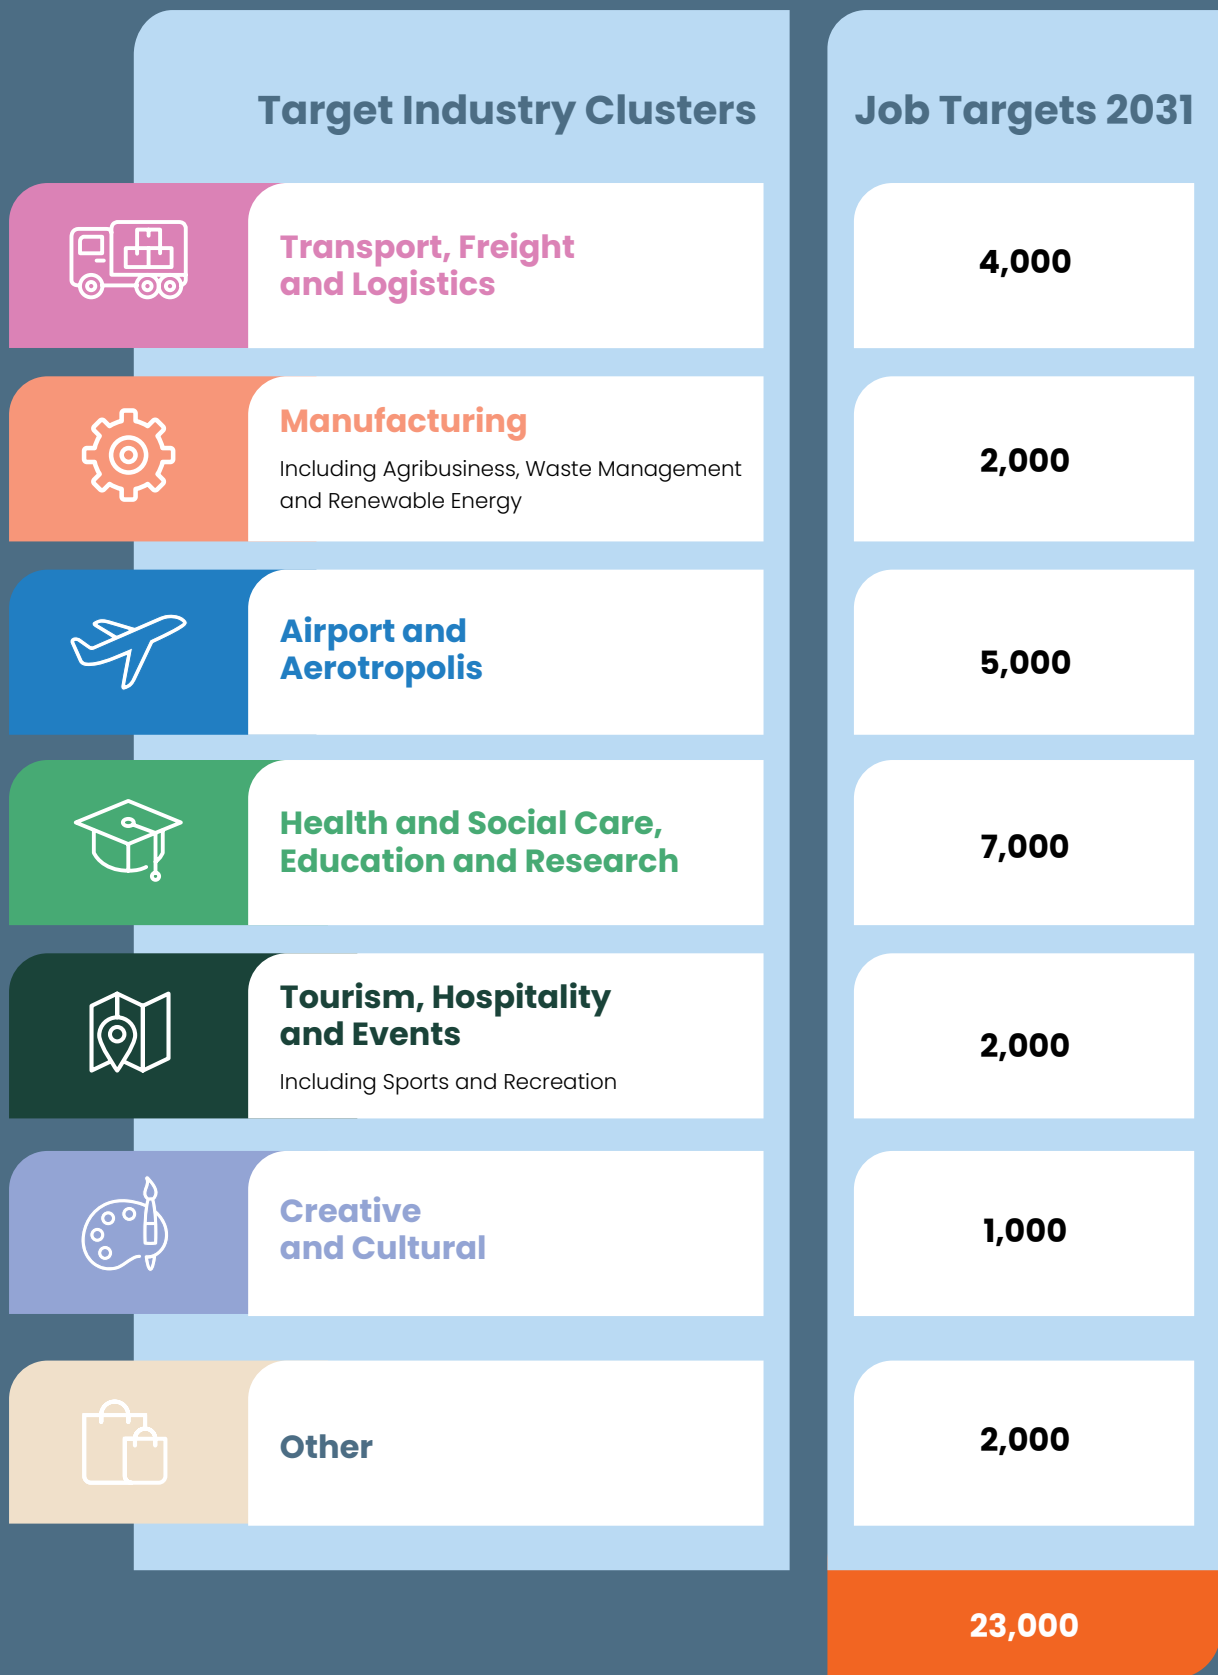 Target Industry Clusters
Job Targets 2031
Transport, Freight
and Logistics
4,000
Manufacturing
Including Agribusiness, Waste Management
and Renewable Energy
2,000
Airport and
Aerotropolis
5,000
Health and Social Care,
Education and Research
7,000
Tourism, Hospitality
and Events
Including Sports and Recreation
2,000
Creative
and Cultural
1,000
Other
2,000
23,000